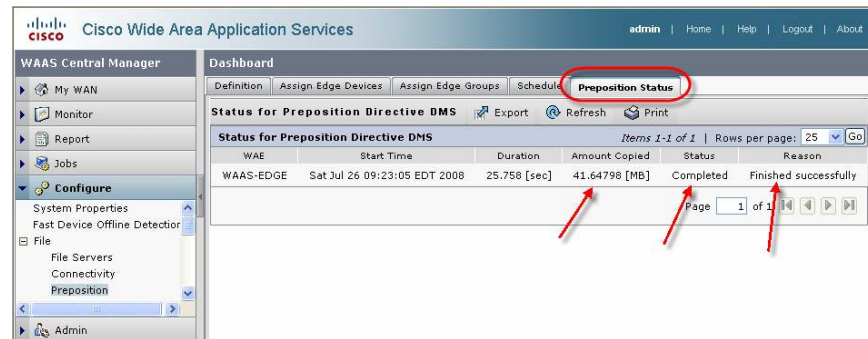 CISCO Cisco Wide Area Application Services admin | Home | Help | Logout | About
WAAS Central Manager
My WAN
Monitor
Report
Jobs
Configure
System Properties
Fast Device Offline Detection
File
File Servers
Connectivity
Preposition
Admin
Dashboard
Definition Assign Edge Devices Assign Edge Groups Schedule Preposition Status
Status for Preposition Directive DMS Export Refresh Print
Status for Preposition Directive DMS Items 1-1 of 1 | Rows per page: 25 Go
WAE Start Time Duration Amount Copied Status Reason
WAAS-EDGE Sat Jul 26 09:23:05 EDT 2008 25.758 [sec] 41.64798 [MB] Completed Finished successfully
Page 1 of 1